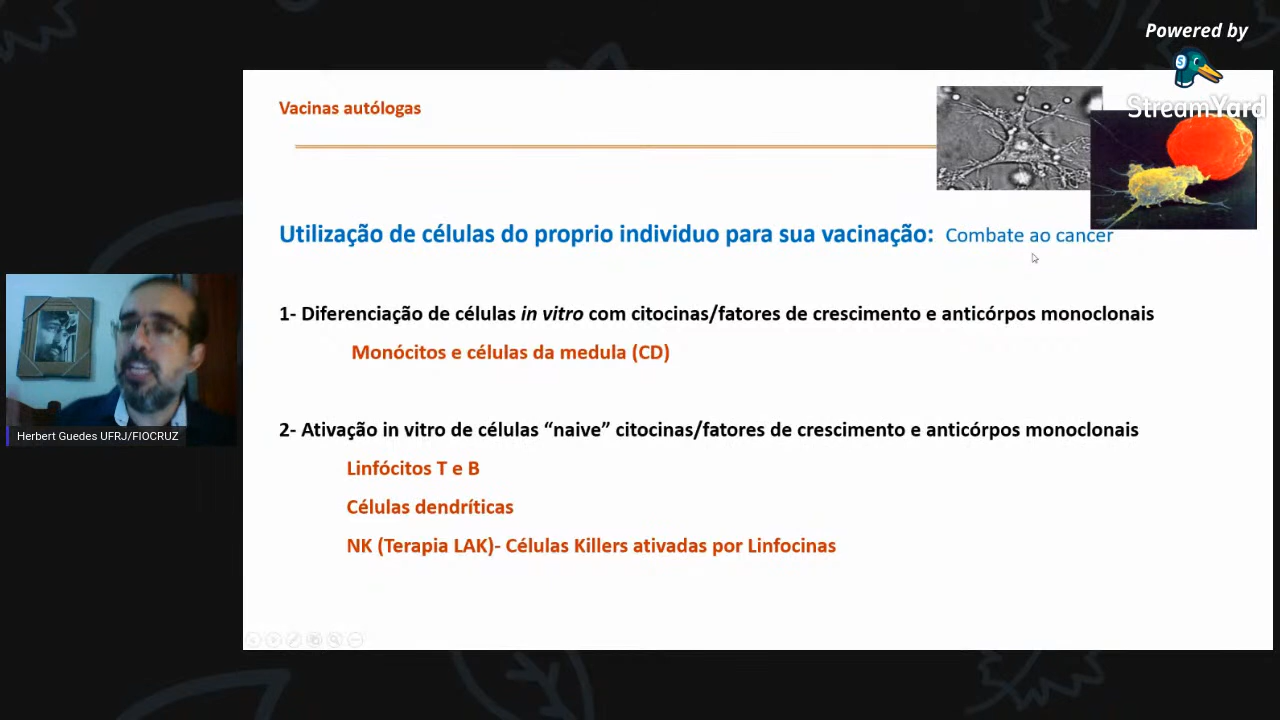 Powered by
StreamYard
Vacinas autólogas
Utilização de células do proprio individuo para sua vacinação: Combate ao cancer
1- Diferenciação de células in vitro com citocinas/fatores de crescimento e anticórpos monoclonais
Monócitos e células da medula (CD)
2- Ativação in vitro de células “naive” citocinas/fatores de crescimento e anticórpos monoclonais
Linfócitos T e B
Células dendríticas
NK (Terapia LAK)- Células Killers ativadas por Linfocinas
Herbert Guedes UFRJ/FIOCRUZ